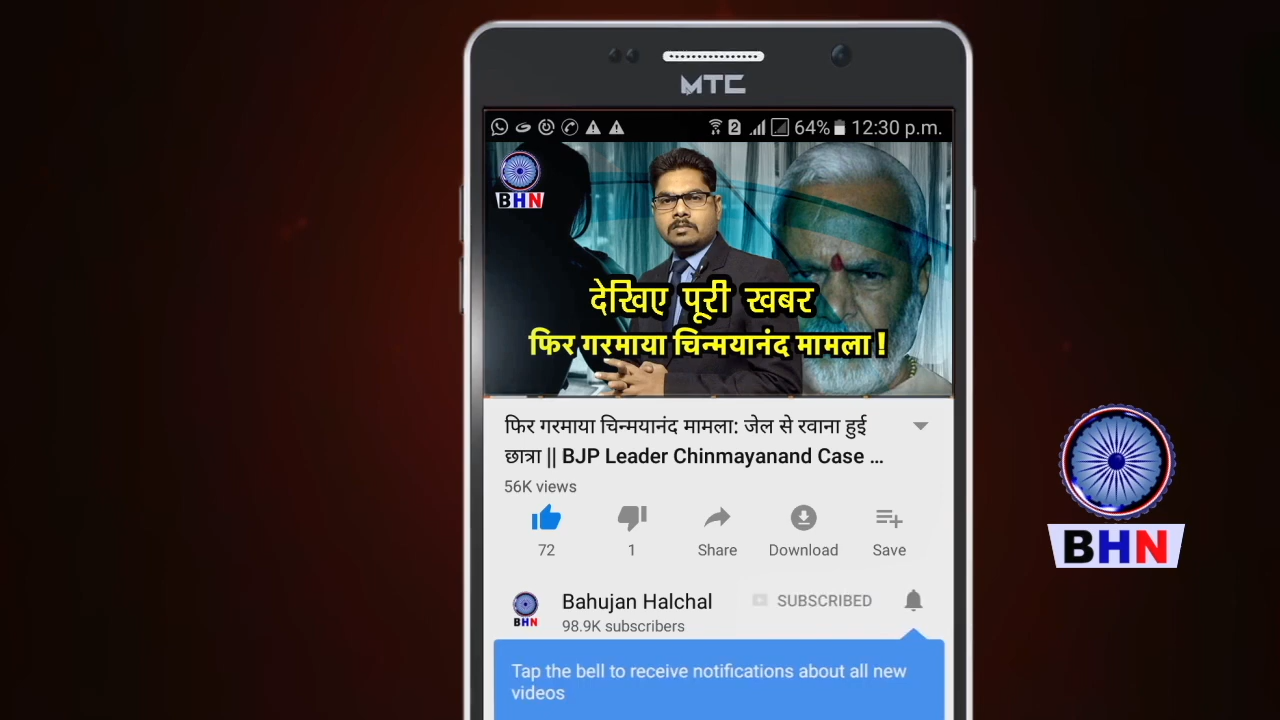 MTC
2 64% 12:30 p.m.
BHN
देखिए पूरी खबर
फिर गरमाया चिन्मयानंद मामला !
फिर गरमाया चिन्मयानंद मामला: जेल से रवाना हुई
छात्रा || BJP Leader Chinmayanand Case ...
56K views
72 1 Share Download Save
BHN
Bahujan Halchal SUBSCRIBED
98.9K subscribers
BHN
Tap the bell to receive notifications about all new
videos